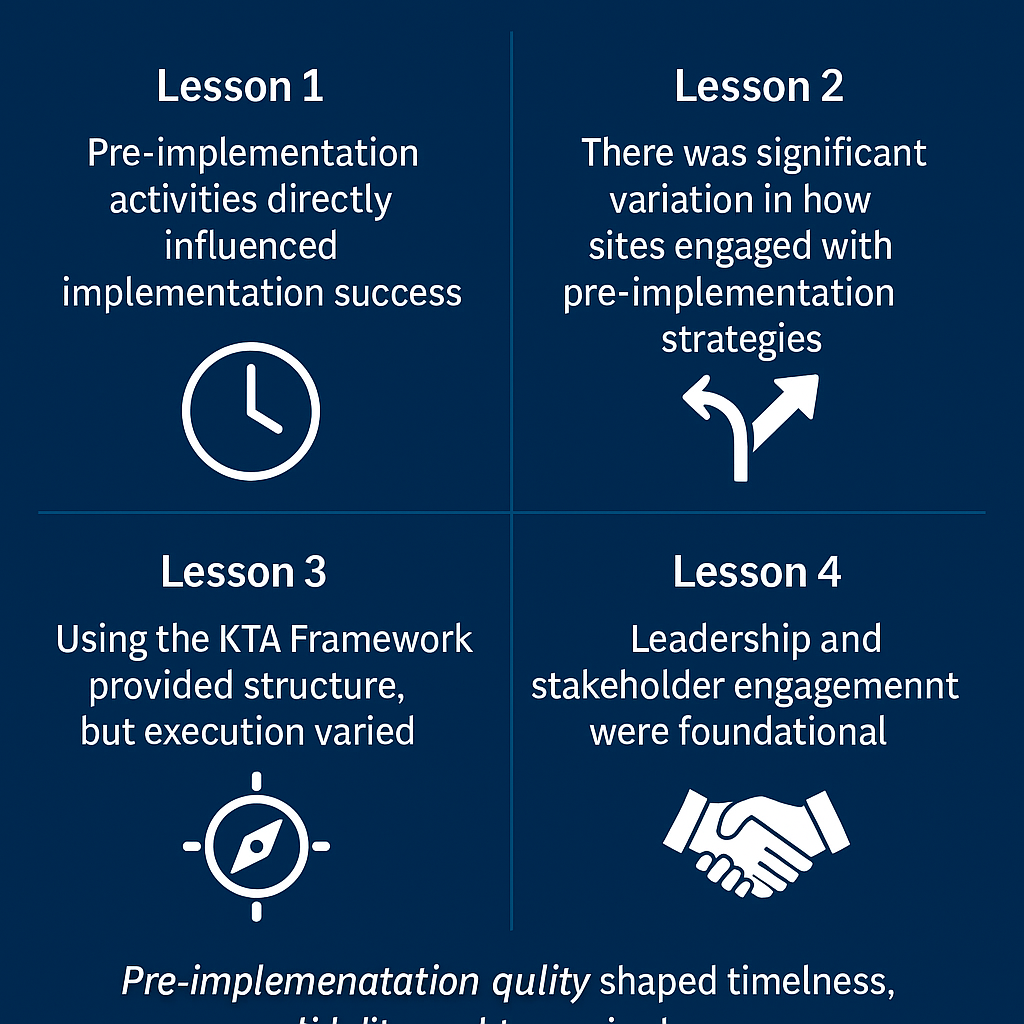 Lesson 1
Pre-implementation
activities directly
influenced
implementation success
Lesson 2
There was significant
variation in how
sites engaged with
pre-implementation
strategies
Lesson 3
Using the KTA Framework
provided structure,
but execution varied
Lesson 4
Leadership and
stakeholder engagemennt
were foundational
Pre-implemenatation qulity shaped timelness,